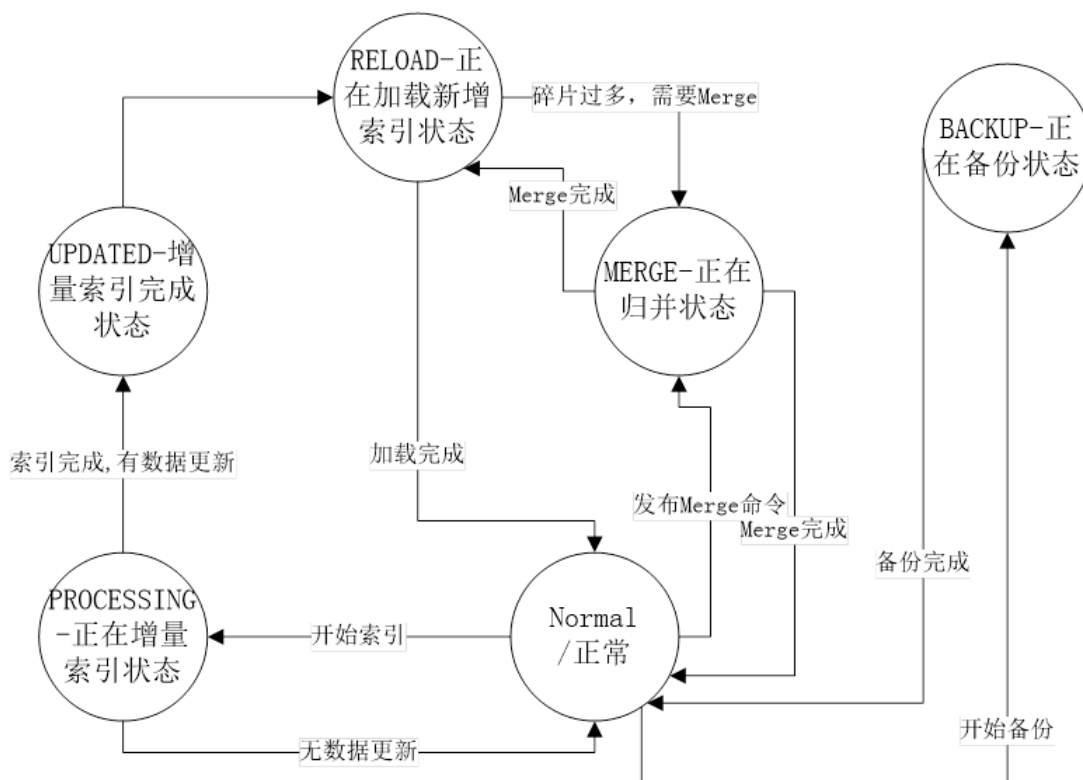 RELOAD-正
在加载新增
索引状态
碎片过多，需要Merge
BACKUP-正
在备份状态
Merge完成
UPDATED-增
量索引完成
状态
MERGE-正在
归并状态
索引完成,有数据更新
加载完成
发布Merge命令
Merge完成
备份完成
PROCESSING
-正在增量
索引状态
开始索引
Normal
/正常
无数据更新
开始备份